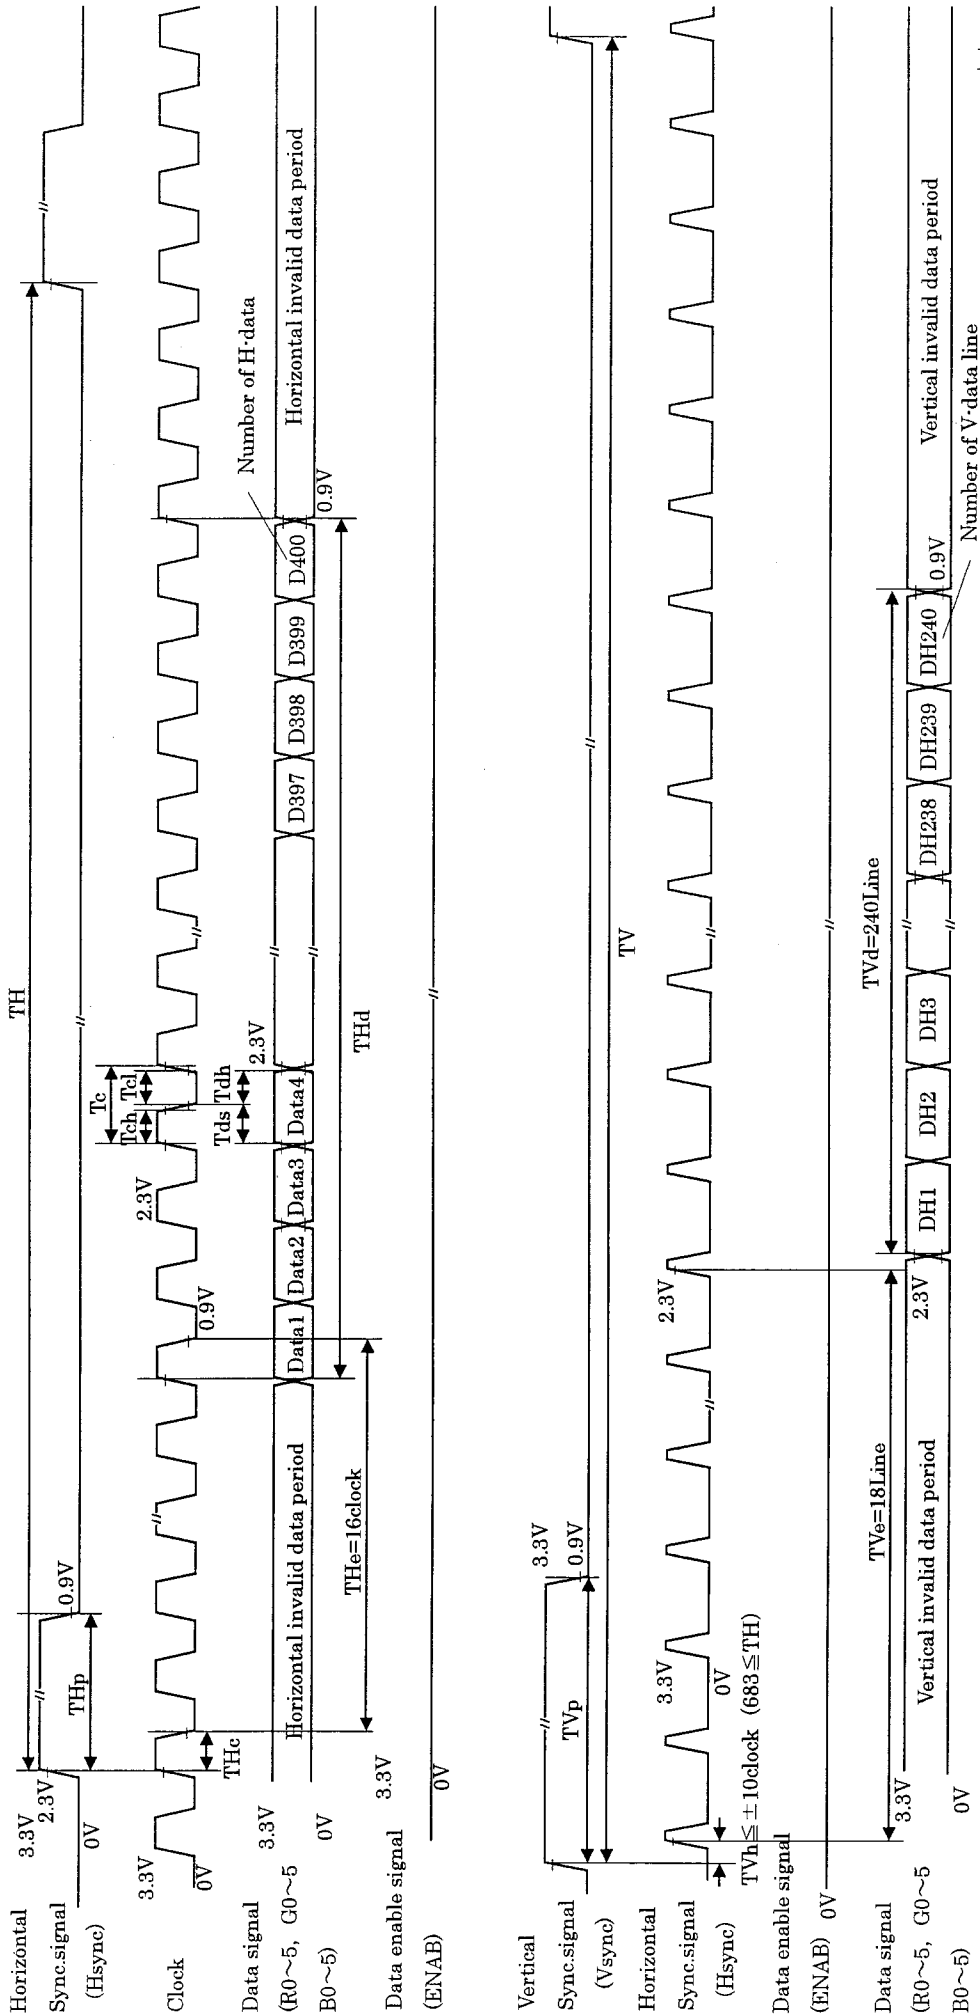 Horizontal
Sync.signal
(Hsync)
3.3V
2.3V
0V
TH
THp
0.9V
Clock
3.3V
0V
THc
2.3V
0.9V
Tc
Tch
Tcl
Data signal
(R0~5, G0~5
B0~5)
3.3V
0V
Horizontal invalid data period
Data1
Data2
Data3
Data4
Tds
Tdh
2.3V
D397
D398
D399
D400
0.9V
Number of H-data
Horizontal invalid data period
THe=16clock
THd
Data enable signal
(ENAB)
3.3V
0V
Vertical
Sync.signal
(Vsync)
TVp
3.3V
0.9V
TV
Horizontal
Sync.signal
(Hsync)
3.3V
0V
2.3V
TVh≦±10clock (683≦TH)
Data enable signal
(ENAB) 0V
TVe=18Line
TVd=240Line
Data signal
(R0~5, G0~5
B0~5)
3.3V
0V
Vertical invalid data period
2.3V
DH1
DH2
DH3
DH238
DH239
DH240
0.9V
Vertical invalid data period
Number of V-data line